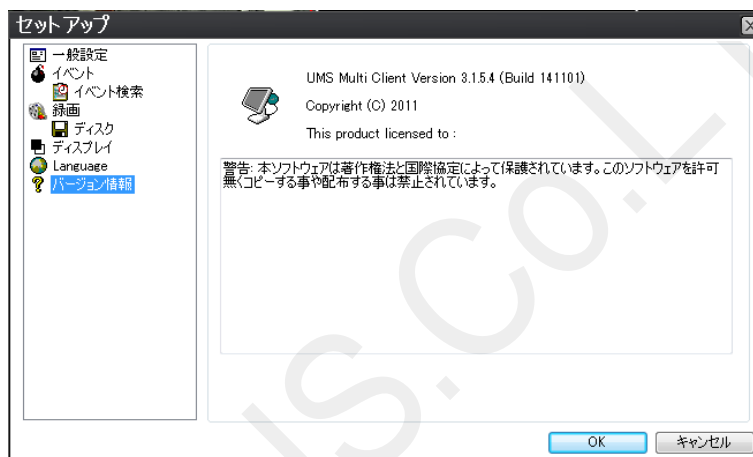 セットアップ
一般設定
イベント
イベント検索
録画
ディスク
ディスプレイ
Language
バージョン情報
UMS Multi Client Version 3.1.5.4 (Build 141101)
Copyright (C) 2011
This product licensed to :
警告: 本ソフトウェアは著作権法と国際協定によって保護されています。このソフトウェアを許可
無くコピーする事や配布する事は禁止されています。
OK
キャンセル